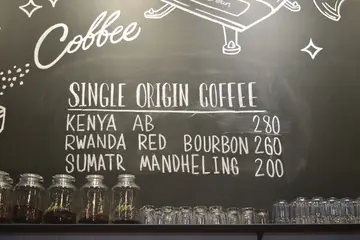 Coffee
SINGLE ORIGIN COFFEE
KENYA AB 280
RWANDA RED BOURBON 260
SUMATR MANDHELING 200